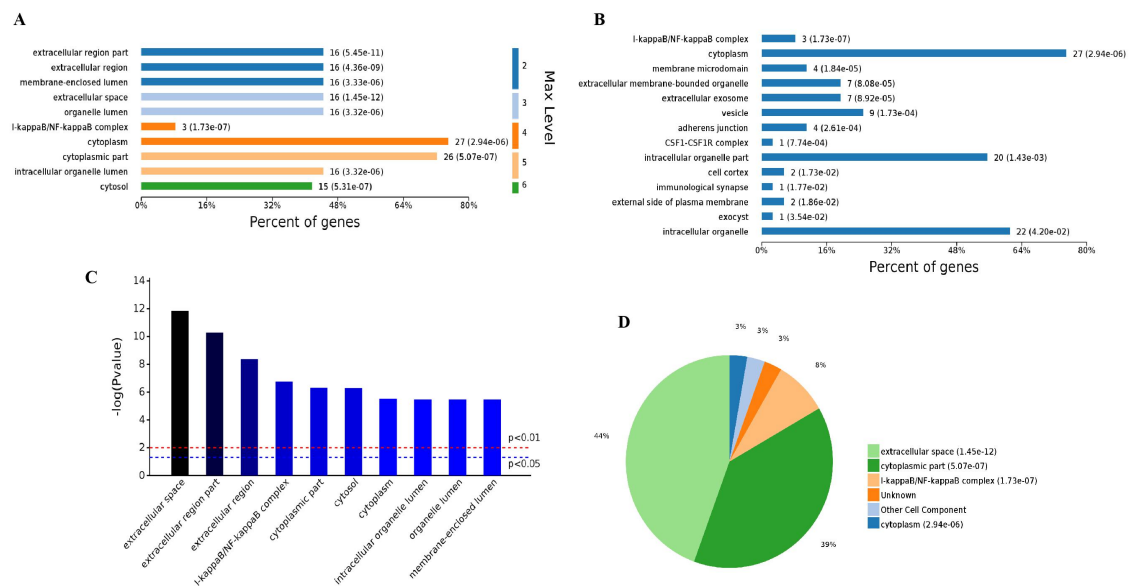 A
extracellular region part
16 (5.45e-11)
extracellular region
16 (4.36e-09)
membrane-enclosed lumen
16 (3.33e-06)
extracellular space
16 (1.45e-12)
organelle lumen
16 (3.32e-06)
I-kappaB/NF-kappaB complex
3 (1.73e-07)
cytoplasm
27 (2.94e-06)
cytoplasmic part
26 (5.07e-07)
intracellular organelle lumen
16 (3.32e-06)
cytosol
15 (5.31e-07)
0% 16% 32% 48% 64% 80%
Percent of genes
2
3
4
5
6
Max Level
B
I-kappaB/NF-kappaB complex
3 (1.73e-07)
cytoplasm
27 (2.94e-06)
membrane microdomain
4 (1.84e-05)
extracellular membrane-bounded organelle
7 (8.08e-05)
extracellular exosome
7 (8.92e-05)
vesicle
9 (1.73e-04)
adherens junction
4 (2.61e-04)
CSF1-CSF1R complex
1 (7.74e-04)
intracellular organelle part
20 (1.43e-03)
cell cortex
2 (1.73e-02)
immunological synapse
1 (1.77e-02)
external side of plasma membrane
2 (1.86e-02)
exocyst
1 (3.54e-02)
intracellular organelle
22 (4.20e-02)
0% 16% 32% 48% 64% 80%
Percent of genes
C
-log(Pvalue)
14
12
10
8
6
4
2
0
p<0.01
p<0.05
extracellular space
extracellular region part
extracellular region
I-kappaB/NF-kappaB complex
cytoplasmic part
cytosol
cytoplasm
intracellular organelle lumen
organelle lumen
membrane-enclosed lumen
D
3%
3%
3%
8%
44%
39%
extracellular space (1.45e-12)
cytoplasmic part (5.07e-07)
I-kappaB/NF-kappaB complex (1.73e-07)
Unknown
Other Cell Component
cytoplasm (2.94e-06)